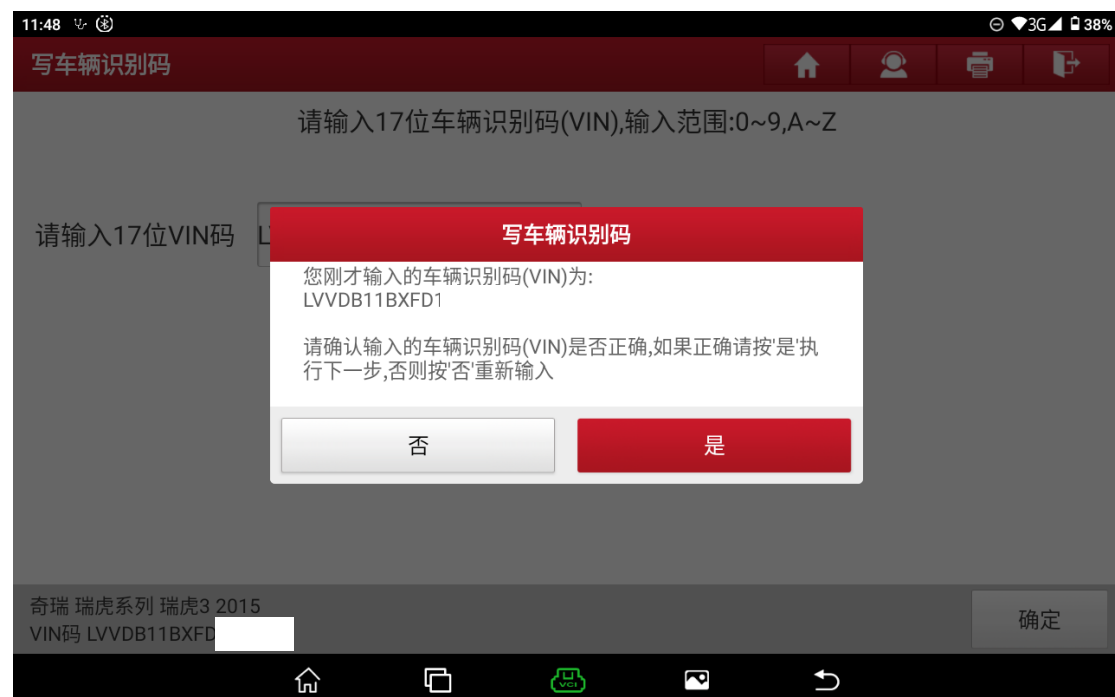 11:48
3G
38%
写车辆识别码
请输入17位车辆识别码(VIN),输入范围:0~9,A~Z
请输入17位VIN码
写车辆识别码
您刚才输入的车辆识别码(VIN)为:
LVVDB11BXFD1
请确认输入的车辆识别码(VIN)是否正确,如果正确请按'是'执
行下一步,否则按'否'重新输入
否
是
奇瑞 瑞虎系列 瑞虎3 2015
VIN码 LVVDB11BXFD
确定
VCI